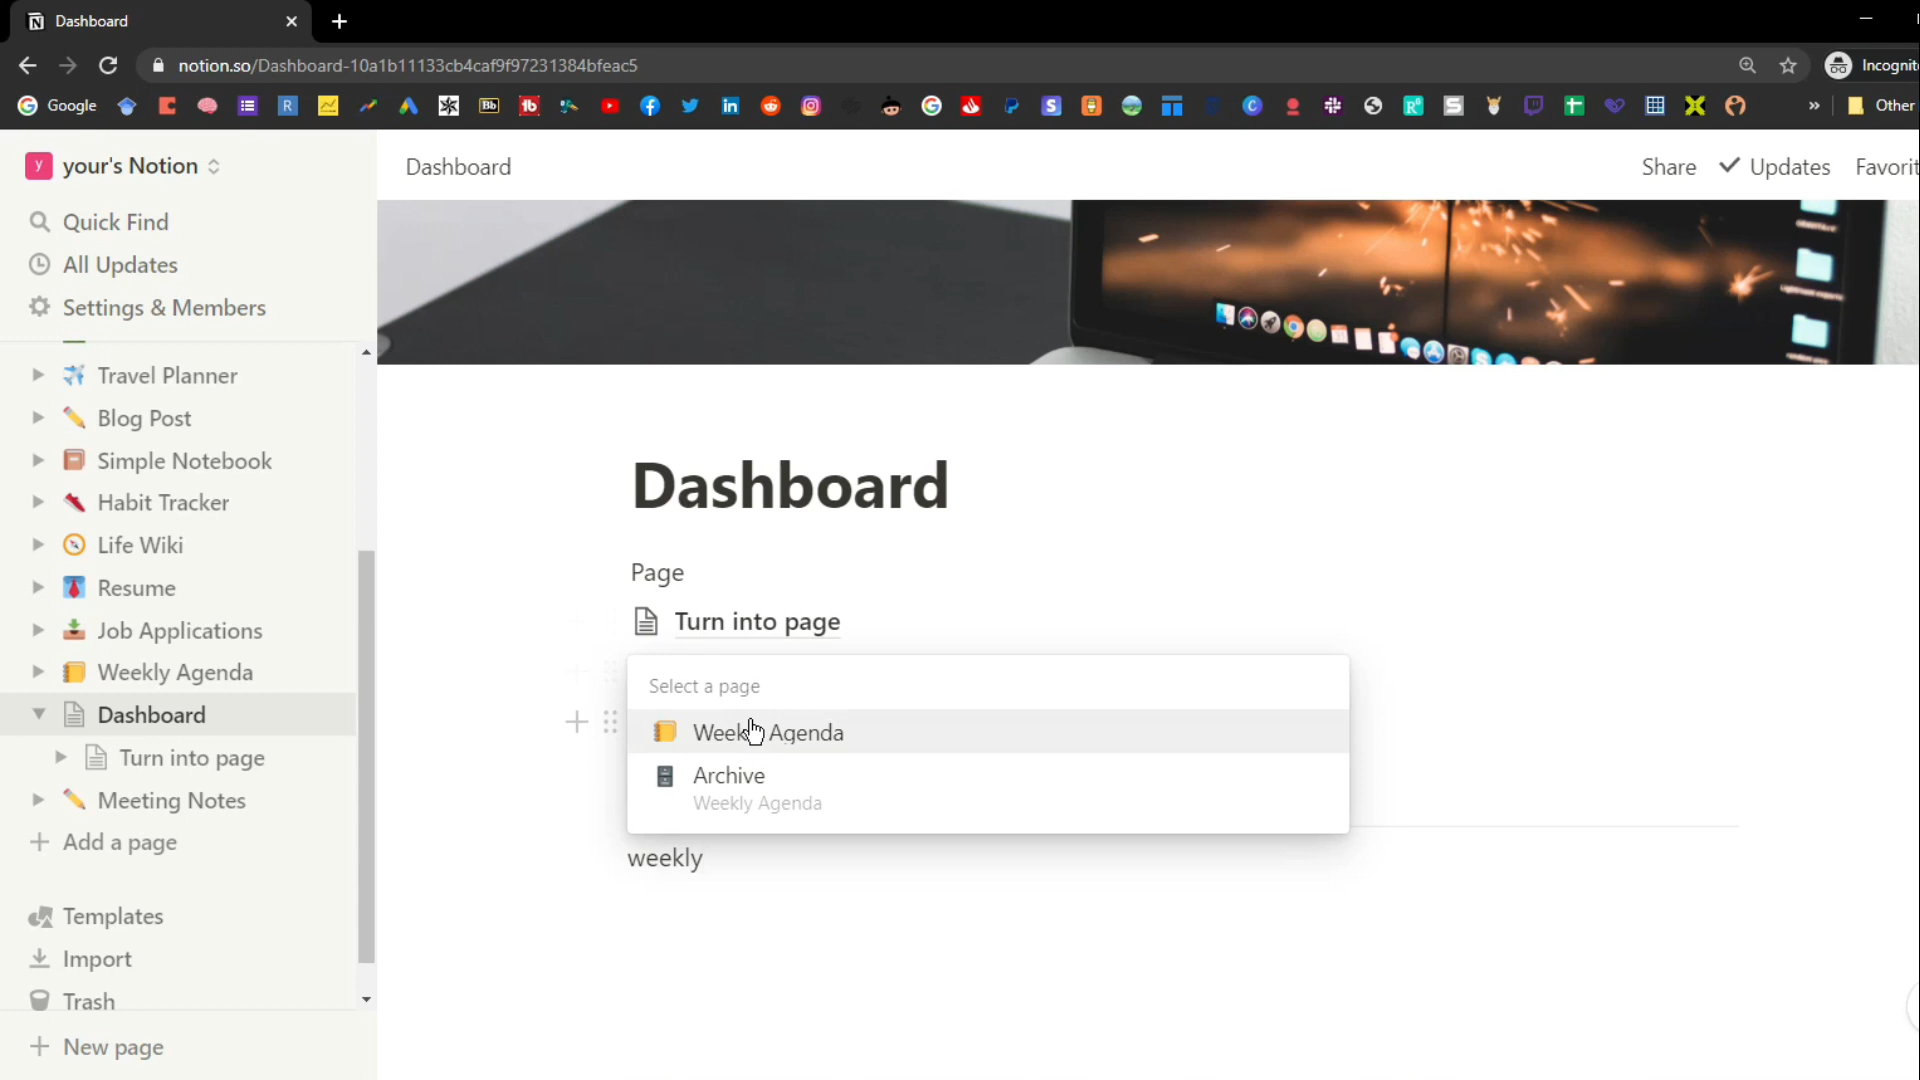 Dashboard
notion.so/Dashboard-10a1b11133cb4caf9f97231384bfeac5
Incognit
Google
Bb
Other
your's Notion
Dashboard
Share
Updates
Favorit
Quick Find
All Updates
Settings & Members
Travel Planner
Blog Post
Simple Notebook
Habit Tracker
Life Wiki
Resume
Job Applications
Weekly Agenda
Dashboard
Turn into page
Meeting Notes
Add a page
Templates
Import
Trash
New page
Dashboard
Page
Turn into page
Select a page
Weekly Agenda
Archive
Weekly Agenda
weekly